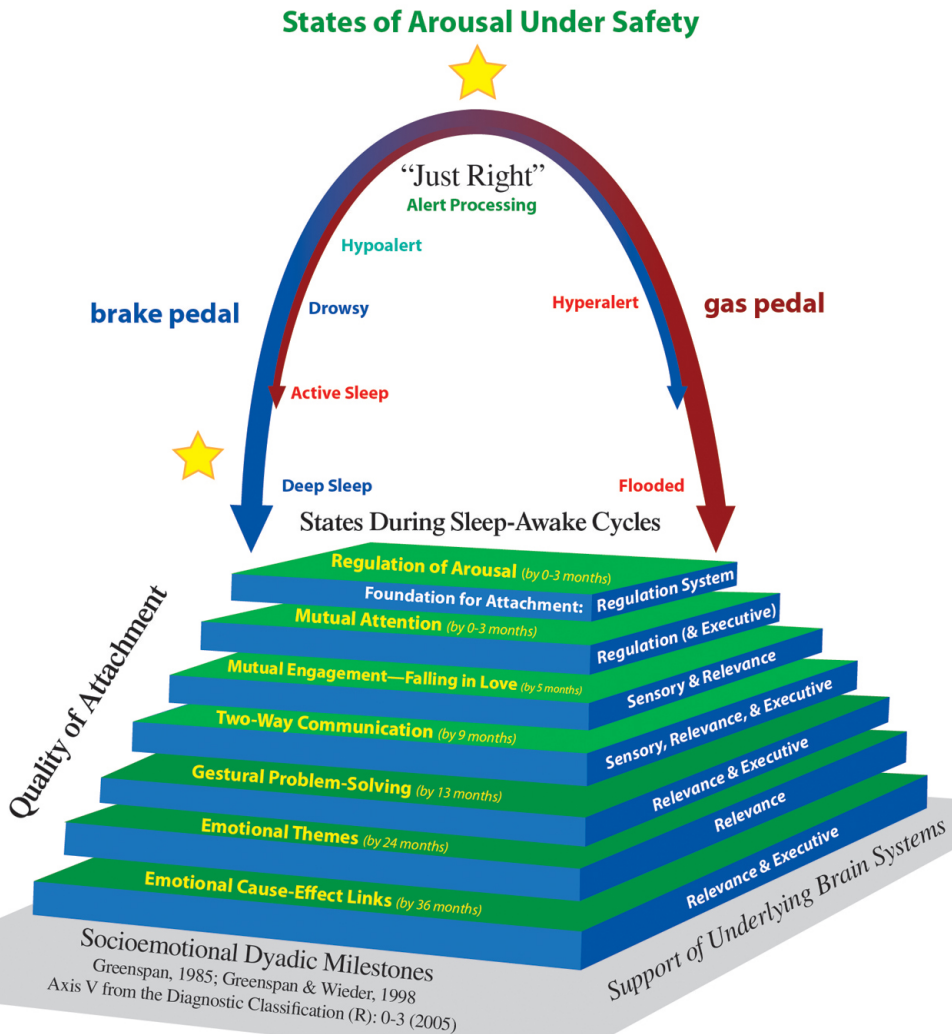 States of Arousal Under Safety
“Just Right”
Alert Processing
Hypoalert
brake pedal
Drowsy
Hyperalert
gas pedal
Active Sleep
Deep Sleep
Flooded
States During Sleep-Awake Cycles
Quality of Attachment
Regulation of Arousal (by 0-3 months)
Foundation for Attachment:
Regulation System
Mutual Attention (by 0-3 months)
Regulation (& Executive)
Mutual Engagement—Falling in Love (by 5 months)
Sensory & Relevance
Two-Way Communication (by 9 months)
Sensory, Relevance, & Executive
Gestural Problem-Solving (by 13 months)
Relevance & Executive
Emotional Themes (by 24 months)
Relevance
Emotional Cause-Effect Links (by 36 months)
Relevance & Executive
Support of Underlying Brain Systems
Socioemotional Dyadic Milestones
Greenspan, 1985; Greenspan & Wieder, 1998
Axis V from the Diagnostic Classification (R): 0-3 (2005)